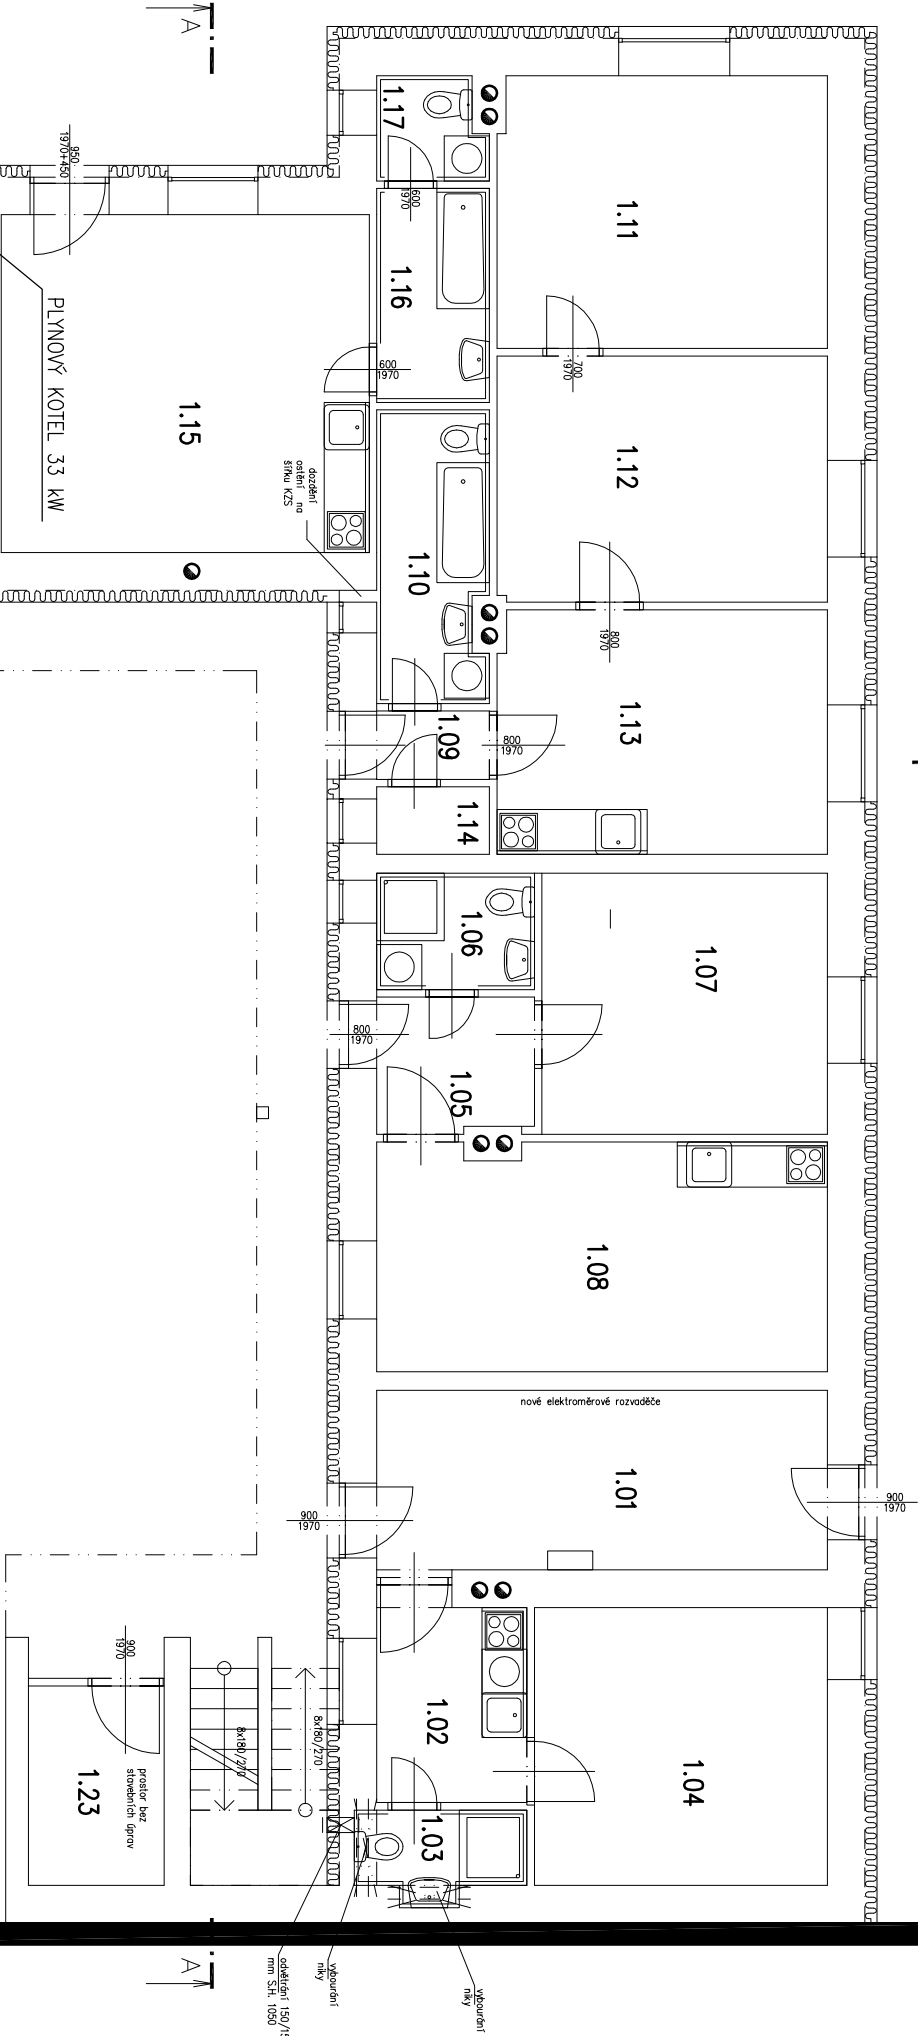 A
1.17
950
1970+450
600
1970
1.11
1.16
PLYNOVÝ KOTEL 33 kW
700
1970
600
1970
1.15
1.12
dozdění
ostění na
šířku KZS
1.10
800
1970
1.09
1.13
800
1970
1.14
1.06
1.07
800
1970
1.05
1.08
nové elektroměrové rozvaděče
1.01
900
1970
900
1970
900
1970
1.02
8x180/270
8x180/270
1.04
1.23
prostor bez
stavebních úprav
1.03
A
odvětrání 150/15
mm S.H. 1050
vybourání
niky
vybourání
niky